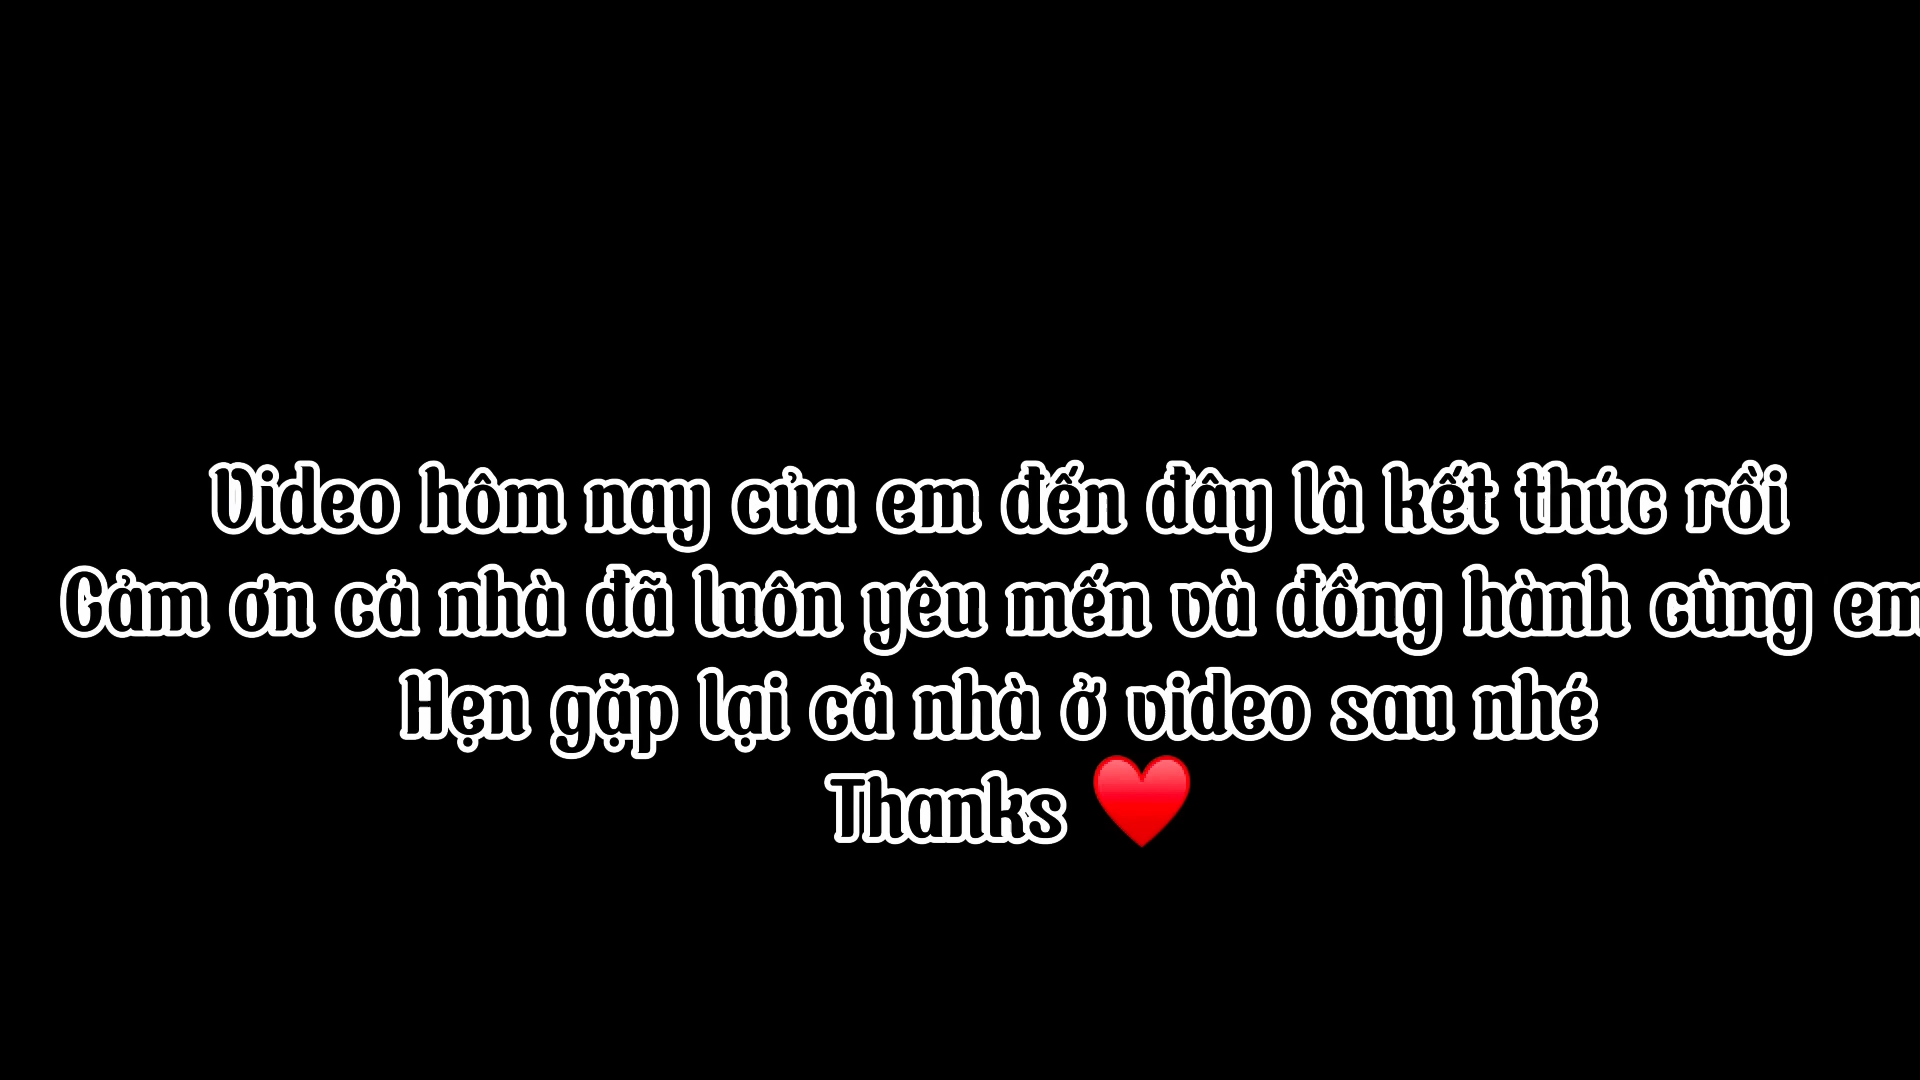 Video hôm nay của em đến đây là kết thúc rồi
Cảm ơn cả nhà đã luôn yêu mến và đồng hành cùng em
Hẹn gặp lại cả nhà ở video sau nhé
Thanks ♥️